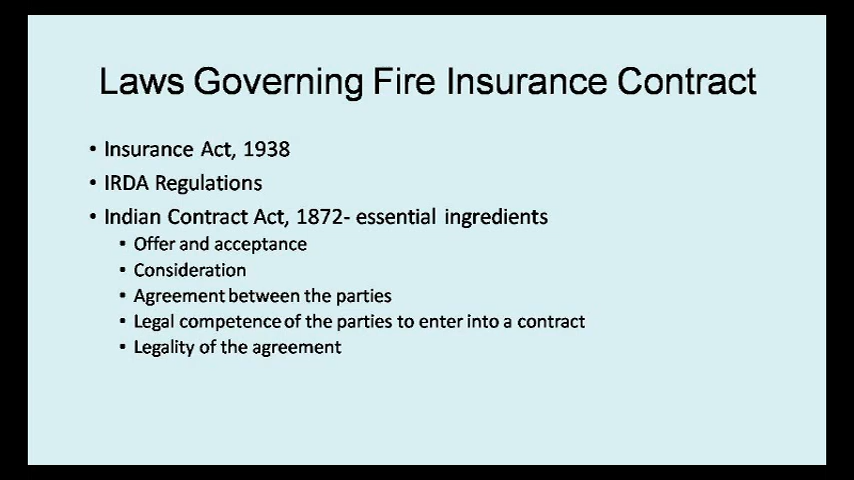 Laws Governing Fire Insurance Contract
• Insurance Act, 1938
• IRDA Regulations
• Indian Contract Act, 1872- essential ingredients
• Offer and acceptance
• Consideration
• Agreement between the parties
• Legal competence of the parties to enter into a contract
• Legality of the agreement